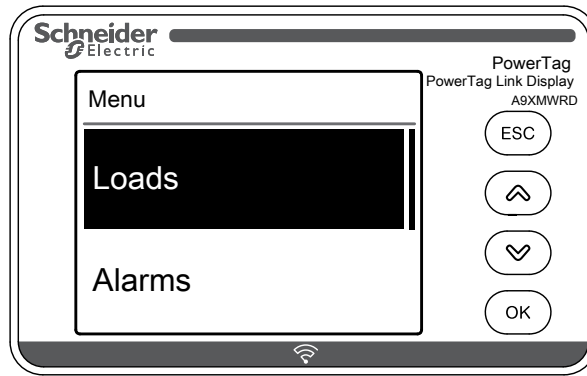 Schneider
Electric
PowerTag
PowerTag Link Display
A9XMWRD
Menu
Loads
Alarms
ESC
OK